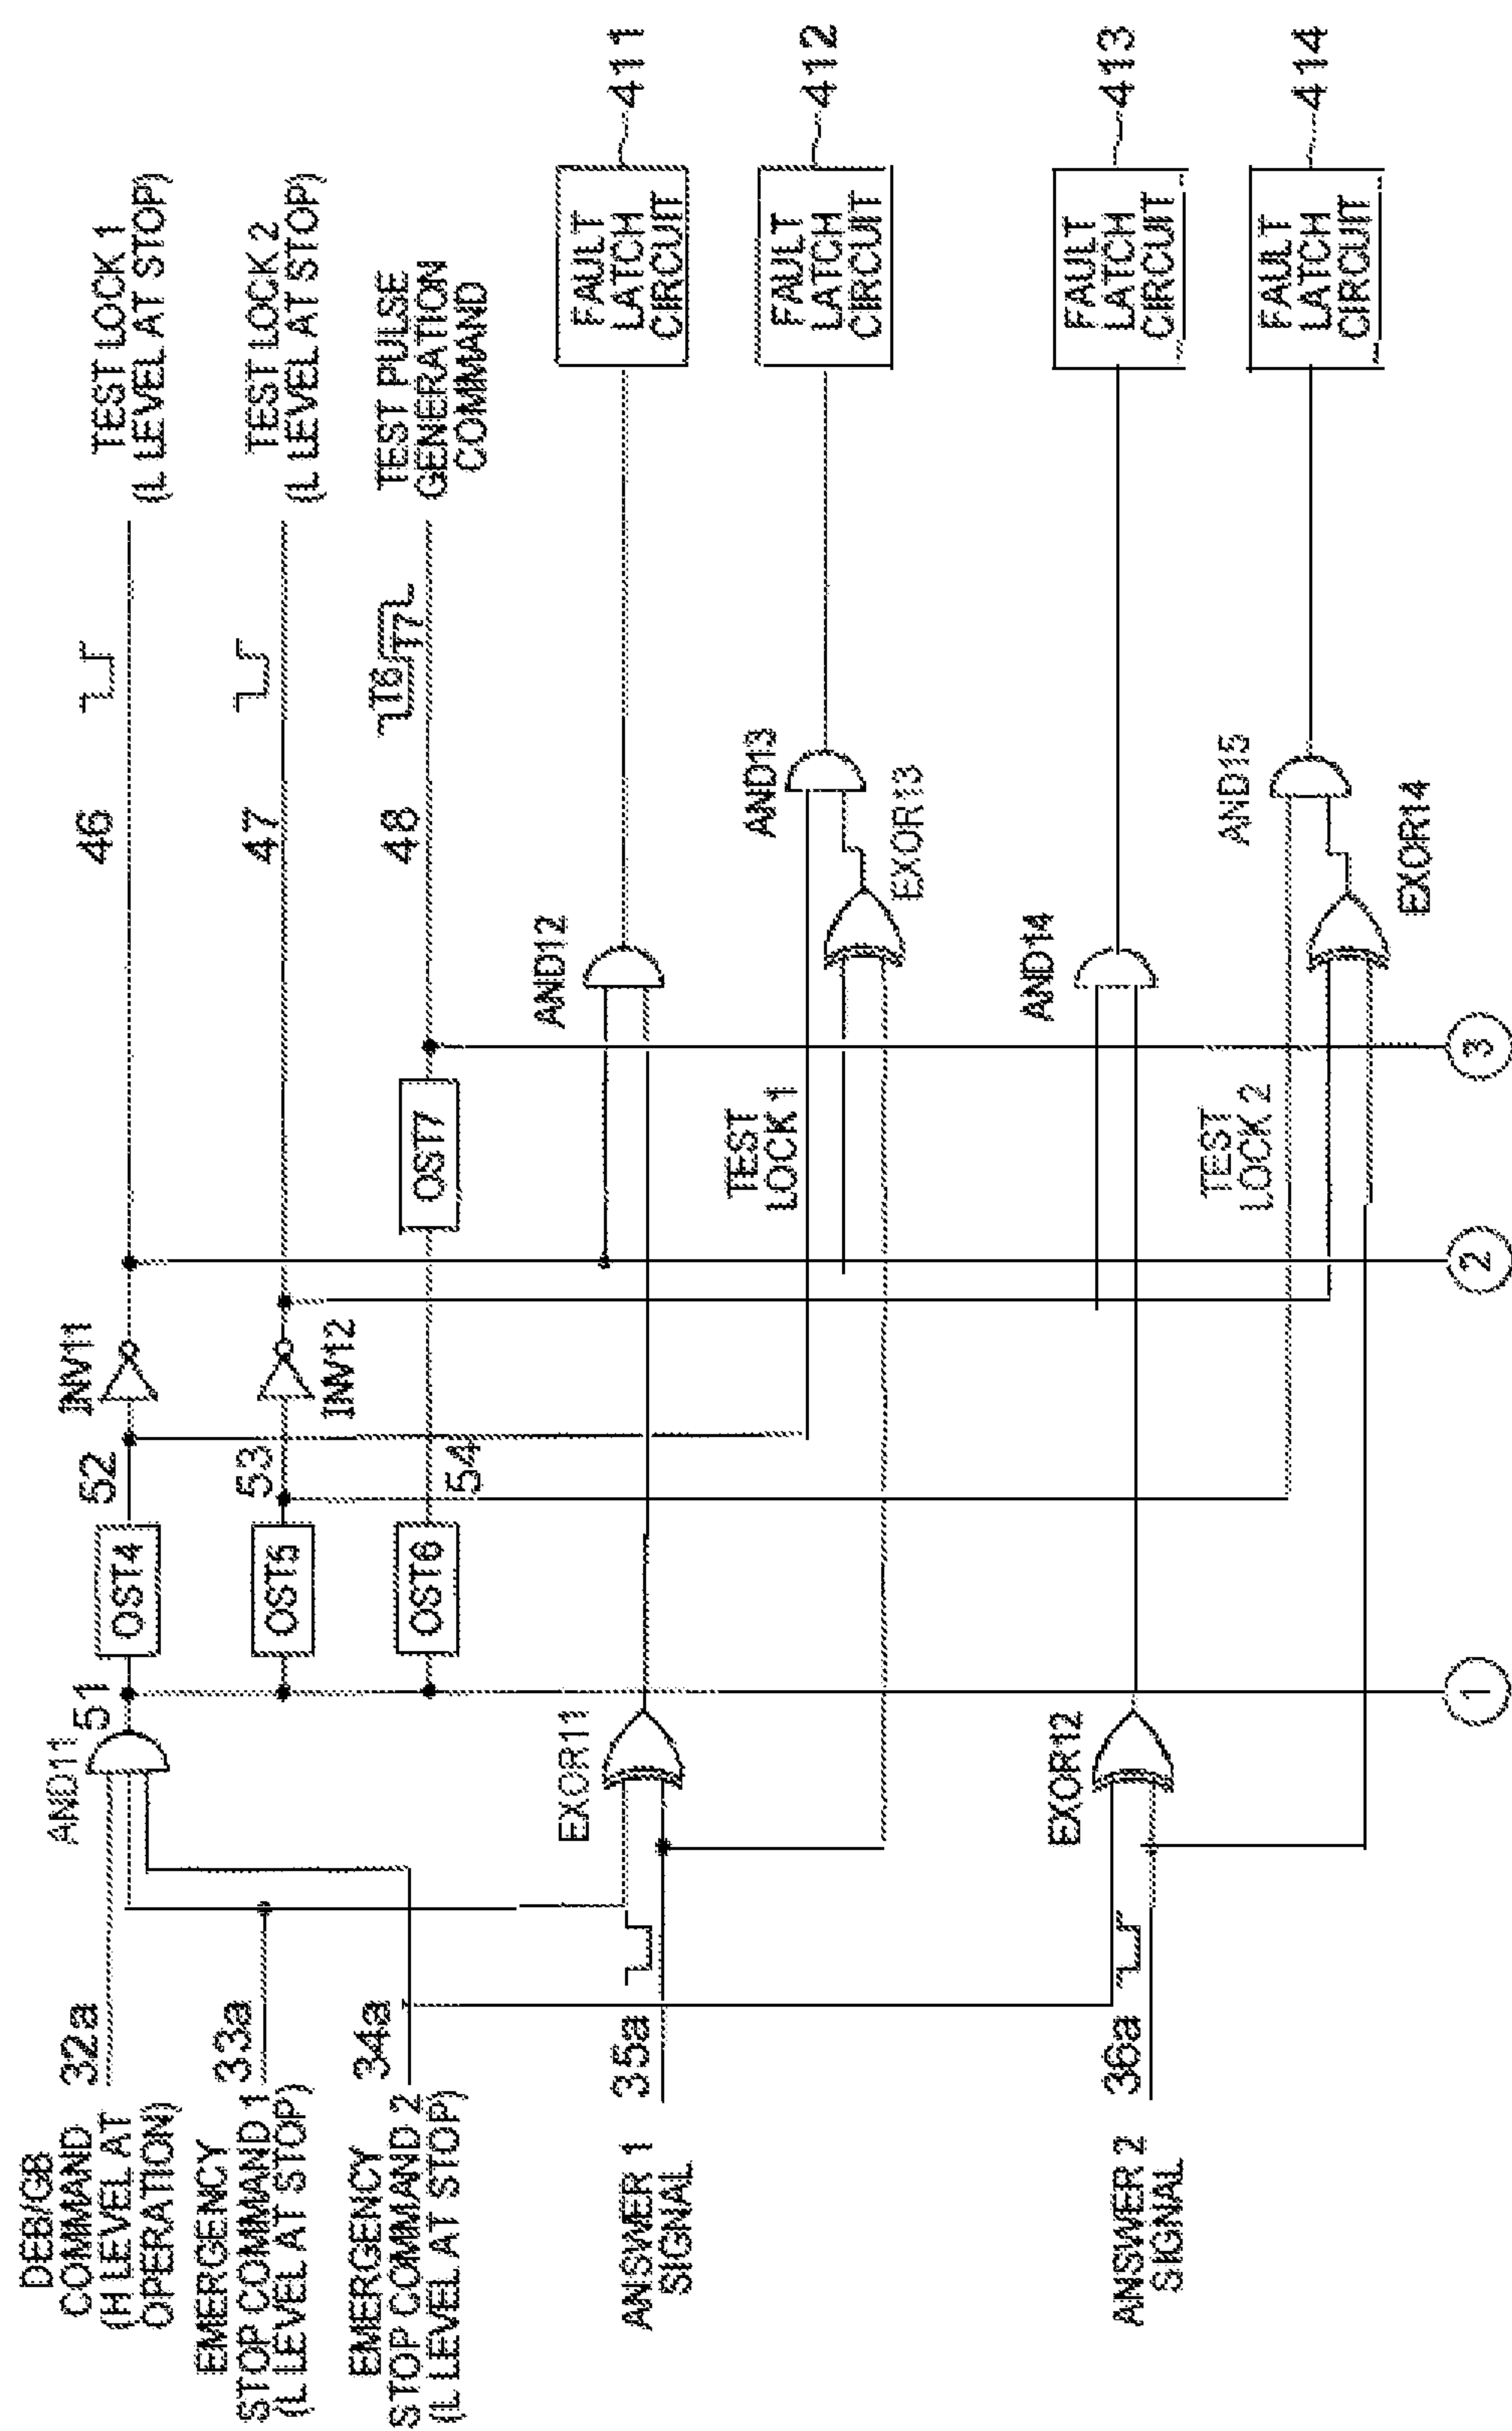 DEB/GB
COMMAND
(H LEVEL AT
OPERATION)
32a
EMERGENCY
STOP COMMAND 1
(L LEVEL AT STOP)
33a
EMERGENCY
STOP COMMAND 2
(L LEVEL AT STOP)
34a
ANSWER 1
SIGNAL
35a
ANSWER 2
SIGNAL
36a
AND11
51
OST4
52
INV11
46
TEST LOCK 1
(L LEVEL AT STOP)
OST5
53
INV12
47
TEST LOCK 2
(L LEVEL AT STOP)
OST6
54
OST7
48
T6
T7
TEST PULSE
GENERATION
COMMAND
EXOR11
AND12
FAULT
LATCH
CIRCUIT
411
TEST
LOCK 1
AND13
EXOR13
FAULT
LATCH
CIRCUIT
412
EXOR12
AND14
FAULT
LATCH
CIRCUIT
413
TEST
LOCK 2
AND15
EXOR14
FAULT
LATCH
CIRCUIT
414
1
2
3